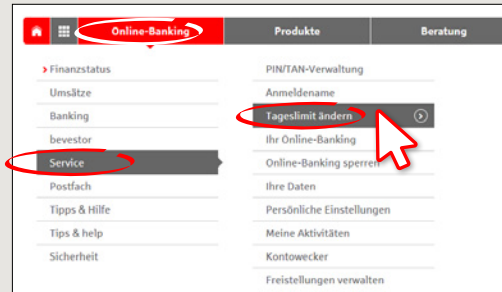 Online-Banking
Produkte
Beratung
Finanzstatus
Umsätze
Banking
bevestor
Service
Postfach
Tipps & Hilfe
Tips & help
Sicherheit
PIN/TAN-Verwaltung
Anmeldename
Tageslimit ändern
Ihr Online-Banking
Online-Banking sperren
Ihre Daten
Persönliche Einstellungen
Meine Aktivitäten
Kontowecker
Freistellungen verwalten